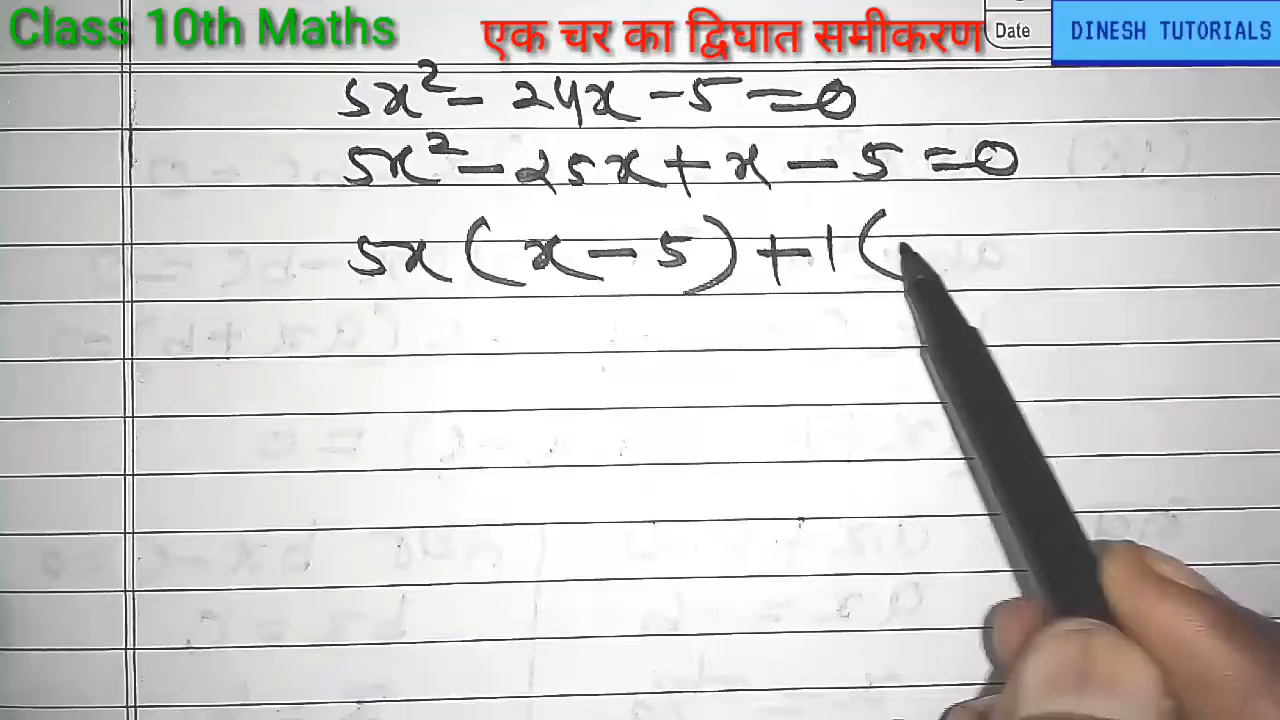 Class 10th Maths
एक चर का द्विघात समीकरण
Date
DINESH TUTORIALS
5x² - 24x - 5 = 0
5x² - 25x + x - 5 = 0
5x (x - 5) + 1 (